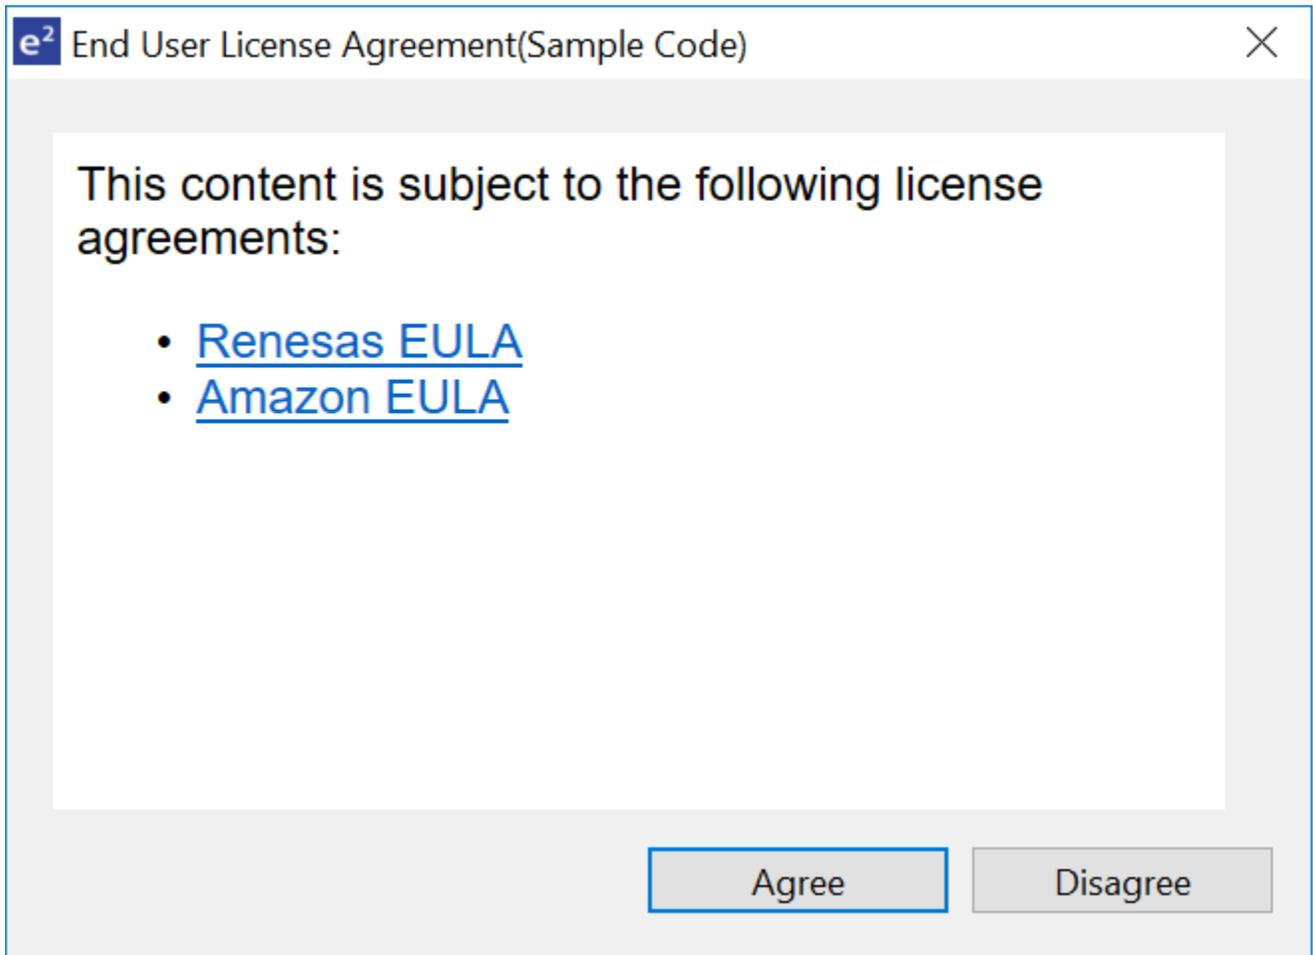 e² End User License Agreement(Sample Code)
This content is subject to the following license
agreements:
• Renesas EULA
• Amazon EULA
Agree Disagree